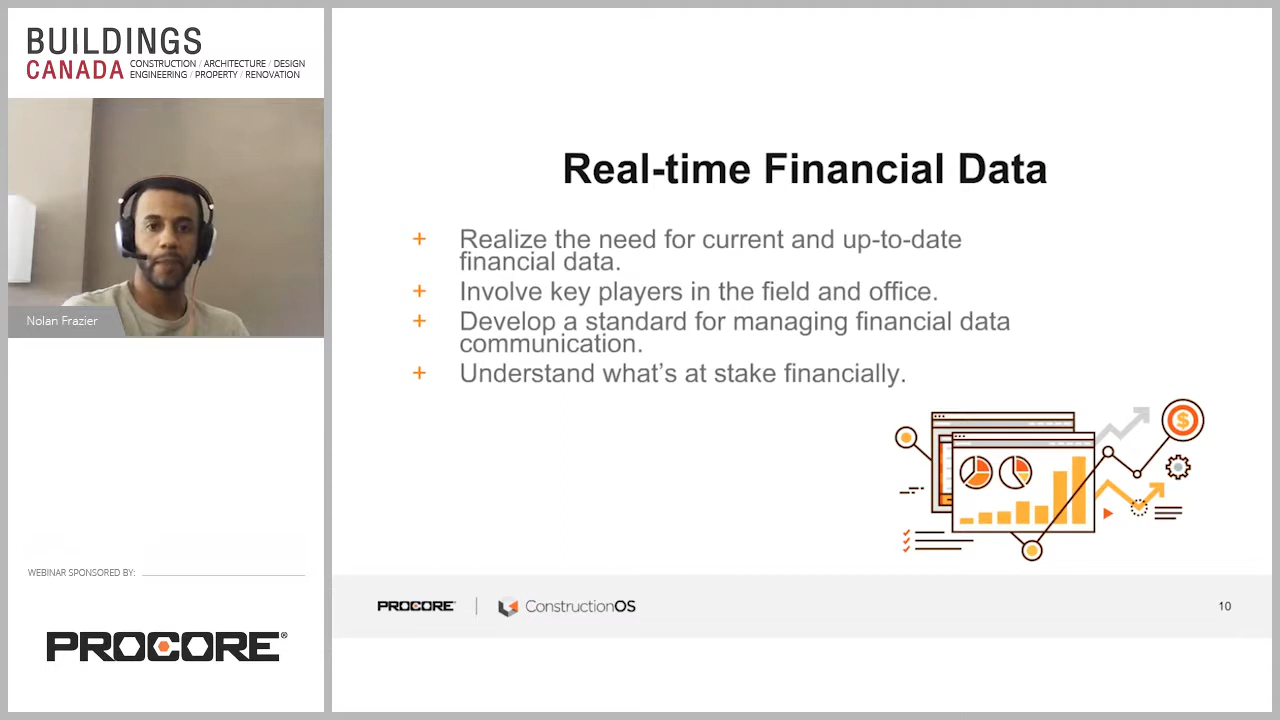 BUILDINGS
CANADA
CONSTRUCTION / ARCHITECTURE / DESIGN
ENGINEERING / PROPERTY / RENOVATION
Nolan Frazier
WEBINAR SPONSORED BY:
PROCORE®
Real-time Financial Data
+ Realize the need for current and up-to-date
financial data.
+ Involve key players in the field and office.
+ Develop a standard for managing financial data
communication.
+ Understand what's at stake financially.
$
PROCORE | ConstructionOS
10